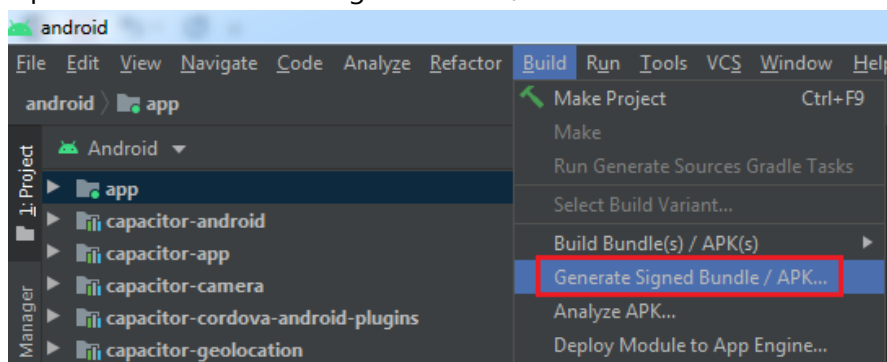 android
File Edit View Navigate Code Analyze Refactor Build Run Tools VCS Window Help
android app
Make Project Ctrl+F9
Android
Make
Run Generate Sources Gradle Tasks
app
Select Build Variant...
capacitor-android
Build Bundle(s) / APK(s)
capacitor-app
Generate Signed Bundle / APK...
capacitor-camera
Analyze APK...
capacitor-cordova-android-plugins
Deploy Module to App Engine...
capacitor-geolocation
1: Project
Manager